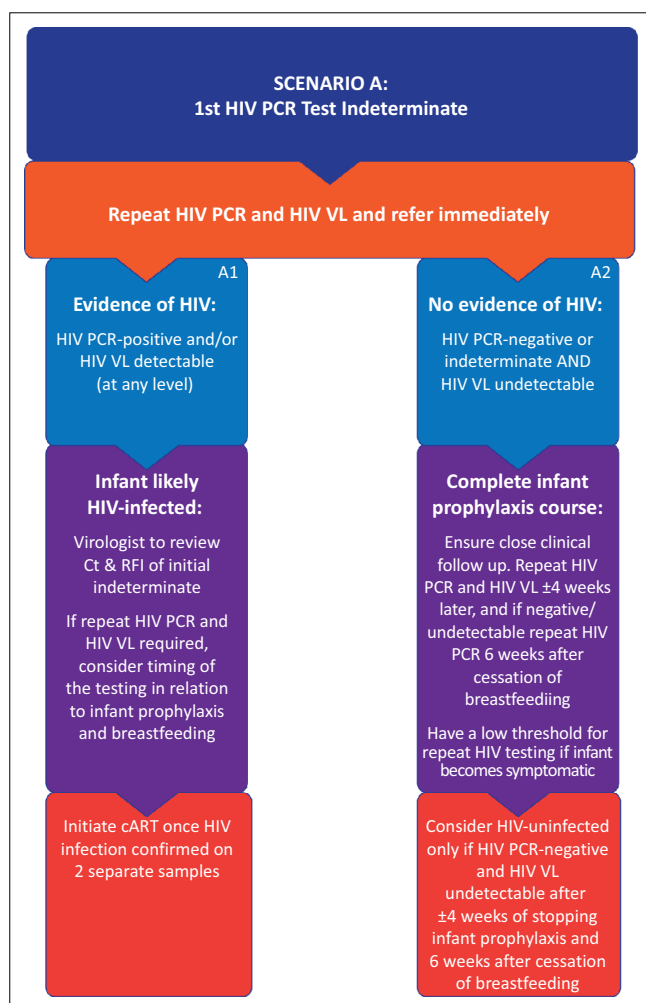 SCENARIO A:
1st HIV PCR Test Indeterminate
Repeat HIV PCR and HIV VL and refer immediately
A1
Evidence of HIV:
HIV PCR-positive and/or
HIV VL detectable
(at any level)
Infant likely
HIV-infected:
Virologist to review
Ct & RFI of initial
indeterminate
If repeat HIV PCR and
HIV VL required,
consider timing of
the testing in relation
to infant prophylaxis
and breastfeeding
Initiate cART once HIV
infection confirmed on
2 separate samples
A2
No evidence of HIV:
HIV PCR-negative or
indeterminate AND
HIV VL undetectable
Complete infant
prophylaxis course:
Ensure close clinical
follow up. Repeat HIV
PCR and HIV VL ±4 weeks
later, and if negative/
undetectable repeat HIV
PCR 6 weeks after
cessation of
breastfeediing
Have a low threshold for
repeat HIV testing if infant
becomes symptomatic
Consider HIV-uninfected
only if HIV PCR-negative
and HIV VL
undetectable after
±4 weeks of stopping
infant prophylaxis and
6 weeks after cessation
of breastfeeding